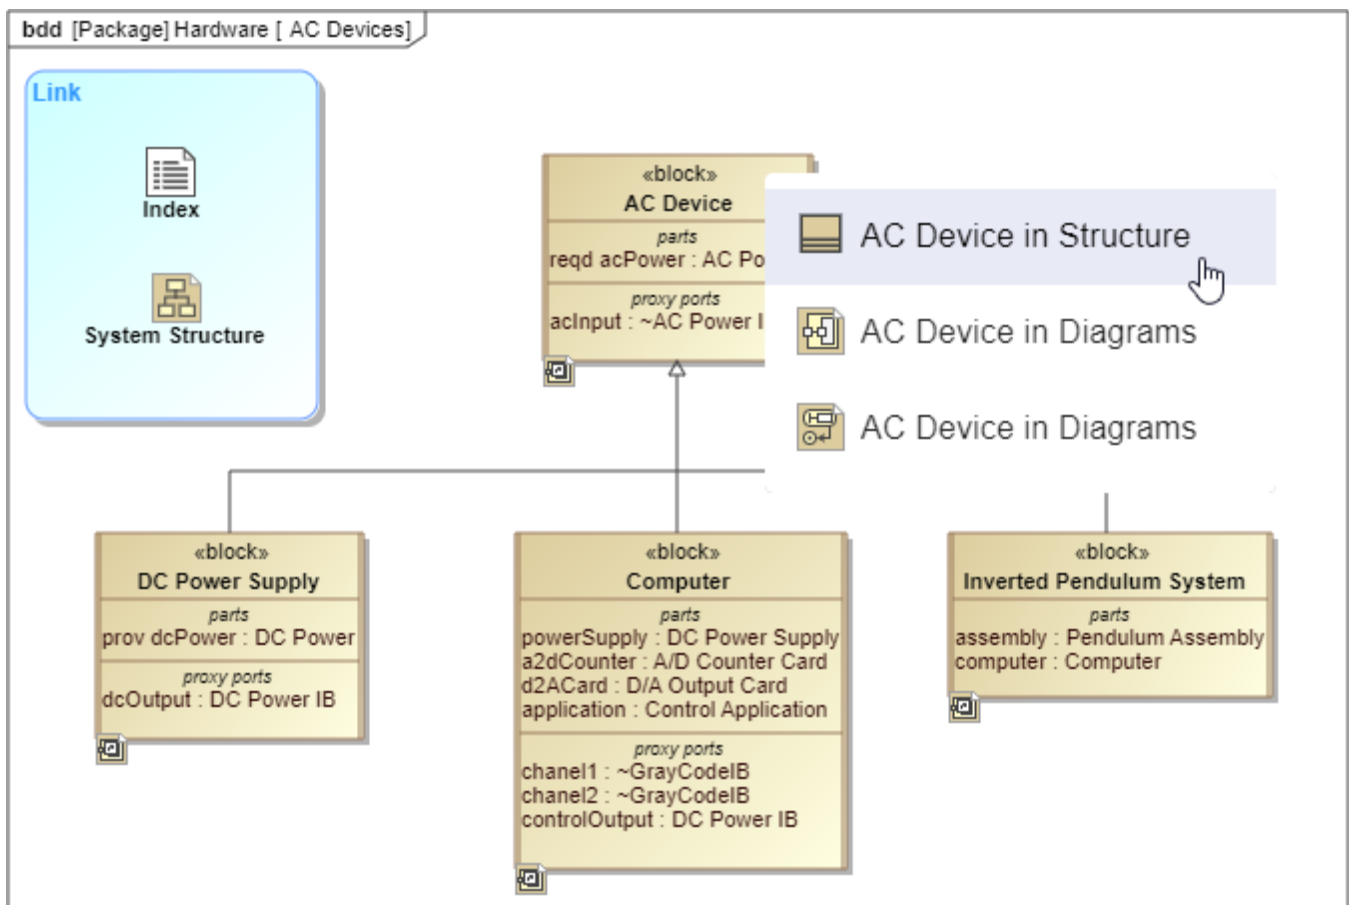 bdd [Package] Hardware [ AC Devices]
Link
Index
System Structure
«block»
AC Device
parts
reqd acPower : AC Po
proxy ports
acInput : ~AC Power I
AC Device in Structure
AC Device in Diagrams
AC Device in Diagrams
«block»
DC Power Supply
parts
prov dcPower : DC Power
proxy ports
dcOutput : DC Power IB
«block»
Computer
parts
powerSupply : DC Power Supply
a2dCounter : A/D Counter Card
d2ACard : D/A Output Card
application : Control Application
proxy ports
chanel1 : ~GrayCodeIB
chanel2 : ~GrayCodeIB
controlOutput : DC Power IB
«block»
Inverted Pendulum System
parts
assembly : Pendulum Assembly
computer : Computer